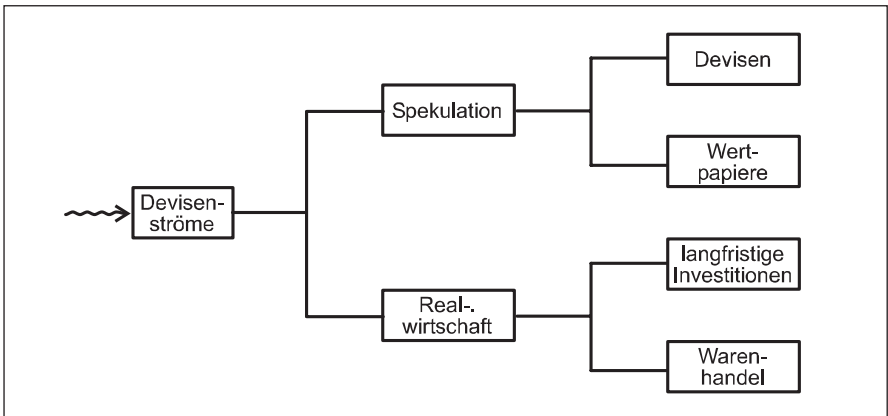 Devisen-
ströme
Spekulation
Devisen
Wert-
papiere
Real-.
wirtschaft
langfristige
Investitionen
Waren-
handel